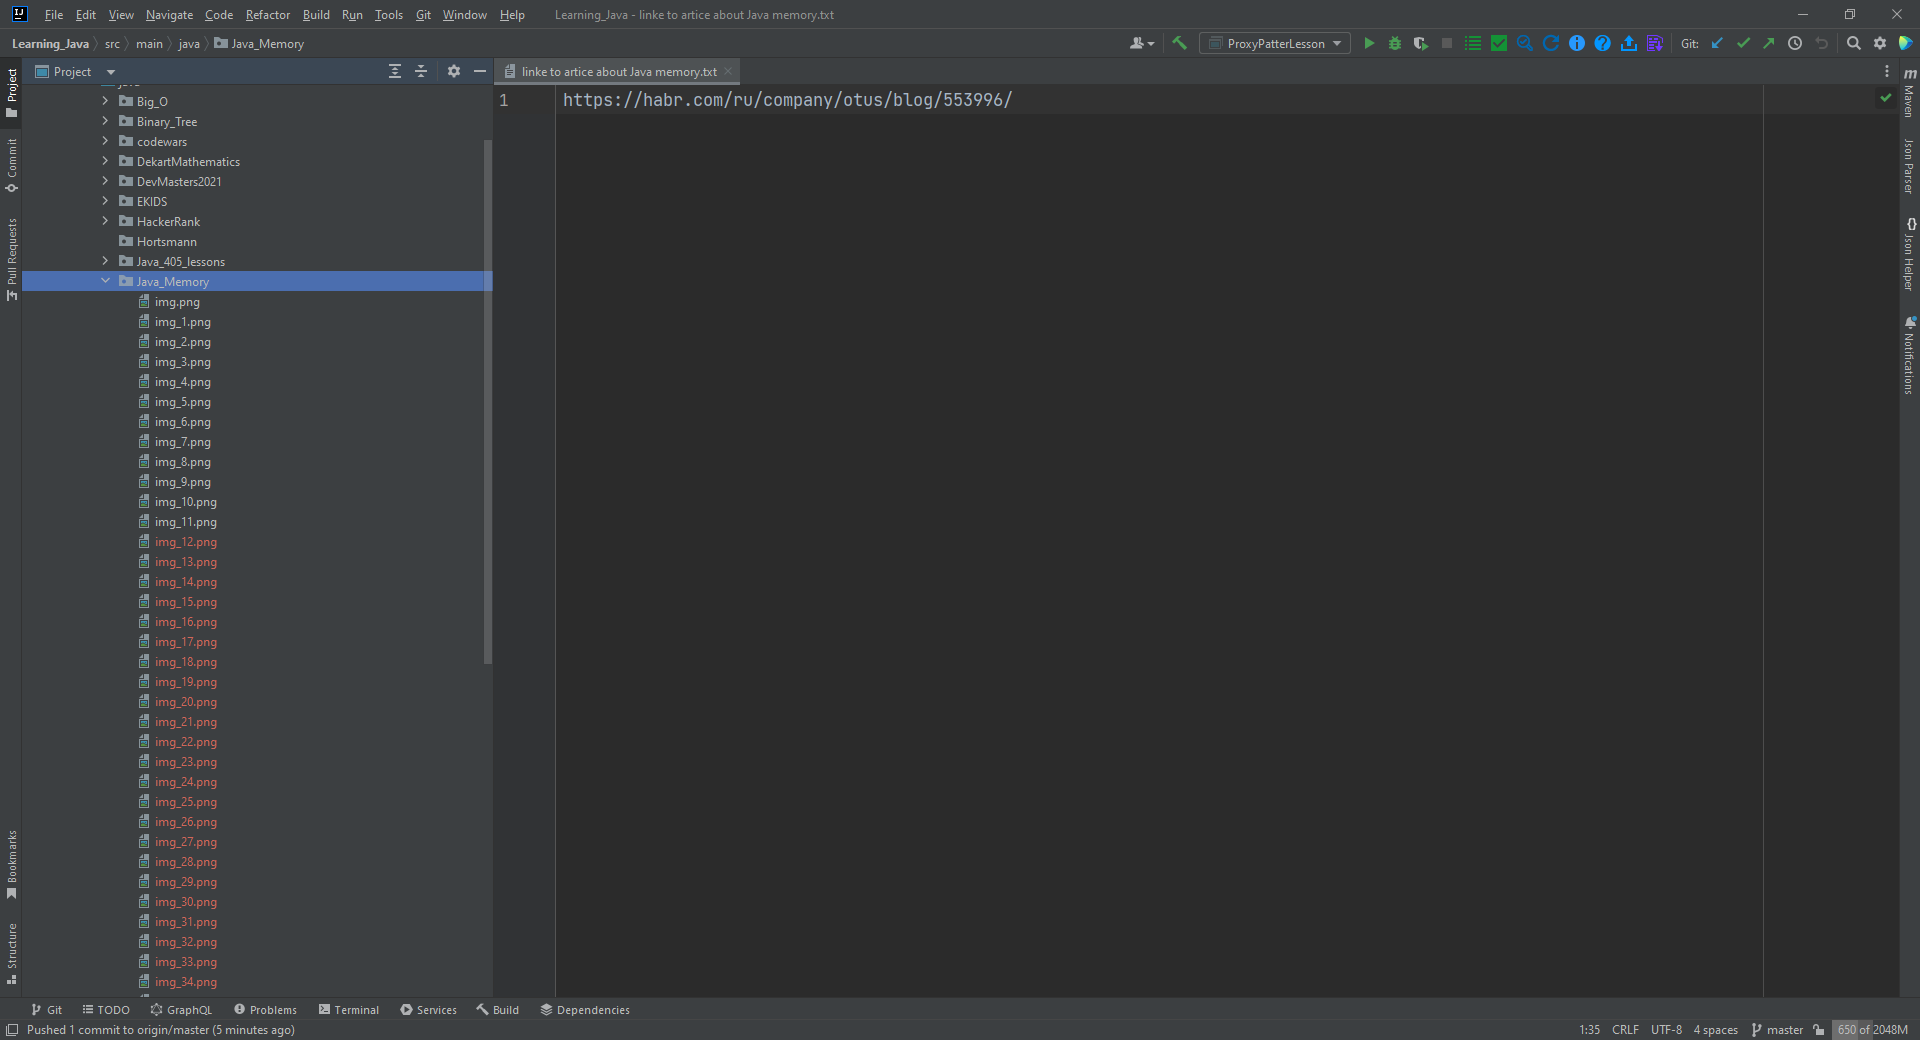 File Edit View Navigate Code Refactor Build Run Tools Git Window Help Learning_Java - linke to artice about Java memory.txt
Learning_Java src main java Java_Memory ProxyPatterLesson Git:
Project
linke to artice about Java memory.txt
Big_O
Binary_Tree
codewars
DekartMathematics
DevMasters2021
EKIDS
HackerRank
Hortsmann
Java_405_lessons
Java_Memory
img.png
img_1.png
img_2.png
img_3.png
img_4.png
img_5.png
img_6.png
img_7.png
img_8.png
img_9.png
img_10.png
img_11.png
img_12.png
img_13.png
img_14.png
img_15.png
img_16.png
img_17.png
img_18.png
img_19.png
img_20.png
img_21.png
img_22.png
img_23.png
img_24.png
img_25.png
img_26.png
img_27.png
img_28.png
img_29.png
img_30.png
img_31.png
img_32.png
img_33.png
img_34.png
1 https://habr.com/ru/company/otus/blog/553996/
Project
Commit
Pull Requests
Bookmarks
Structure
Maven
Json Parser
Json Helper
Notifications
Git TODO GraphQL Problems Terminal Services Build Dependencies
Pushed 1 commit to origin/master (5 minutes ago) 1:35 CRLF UTF-8 4 spaces master 650 of 2048M